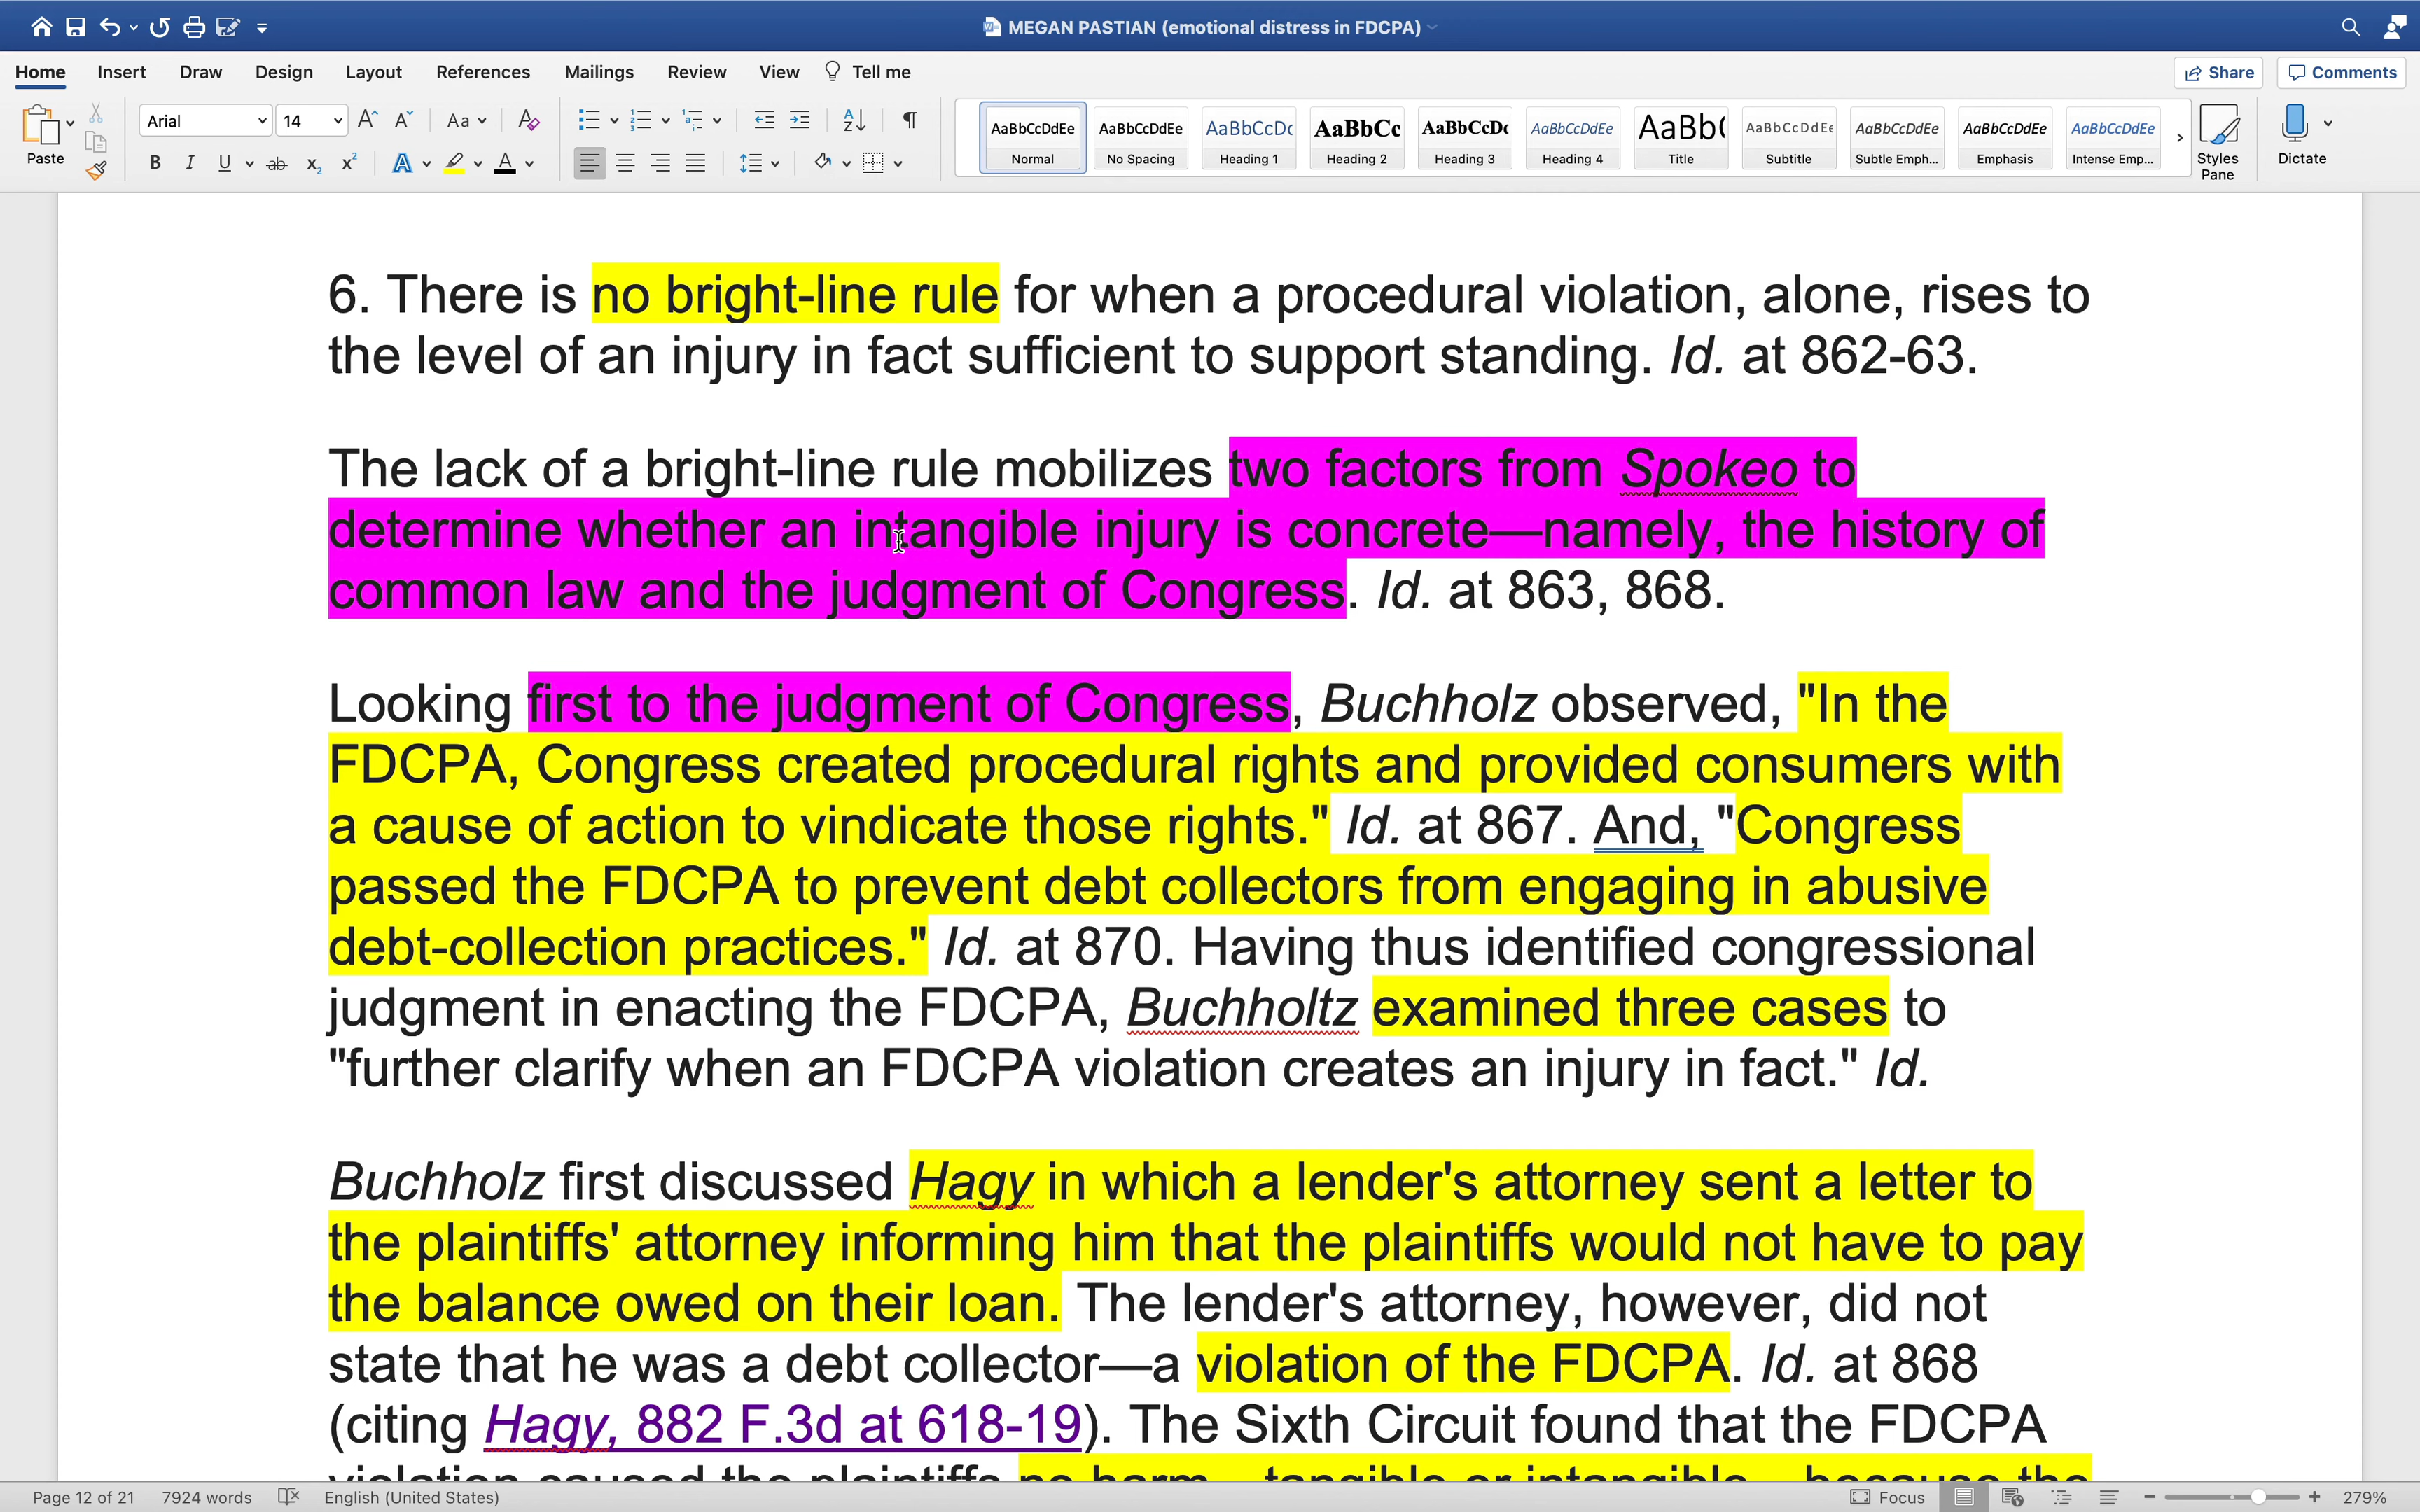 MEGAN PASTIAN (emotional distress in FDCPA)
Home Insert Draw Design Layout References Mailings Review View Tell me Share Comments
Paste Arial 14 Aa
AaBbCcDdEe AaBbCcDdEe AaBbCcDc AaBbCc AaBbCcDc AaBbCcDdEe AaBb( AaBbCcDdEe AaBbCcDdEe AaBbCcDdEe AaBbCcDdEe
Normal No Spacing Heading 1 Heading 2 Heading 3 Heading 4 Title Subtitle Subtle Emph... Emphasis Intense Emp... Styles Pane Dictate
6. There is no bright-line rule for when a procedural violation, alone, rises to
the level of an injury in fact sufficient to support standing. Id. at 862-63.
The lack of a bright-line rule mobilizes two factors from Spokeo to
determine whether an intangible injury is concrete—namely, the history of
common law and the judgment of Congress. Id. at 863, 868.
Looking first to the judgment of Congress, Buchholz observed, "In the
FDCPA, Congress created procedural rights and provided consumers with
a cause of action to vindicate those rights." Id. at 867. And, "Congress
passed the FDCPA to prevent debt collectors from engaging in abusive
debt-collection practices." Id. at 870. Having thus identified congressional
judgment in enacting the FDCPA, Buchholtz examined three cases to
"further clarify when an FDCPA violation creates an injury in fact." Id.
Buchholz first discussed Hagy in which a lender's attorney sent a letter to
the plaintiffs' attorney informing him that the plaintiffs would not have to pay
the balance owed on their loan. The lender's attorney, however, did not
state that he was a debt collector—a violation of the FDCPA. Id. at 868
(citing Hagy, 882 F.3d at 618-19). The Sixth Circuit found that the FDCPA
violation caused the plaintiffs no harm—tangible or intangible—because the
Page 12 of 21 7924 words English (United States) Focus 279%